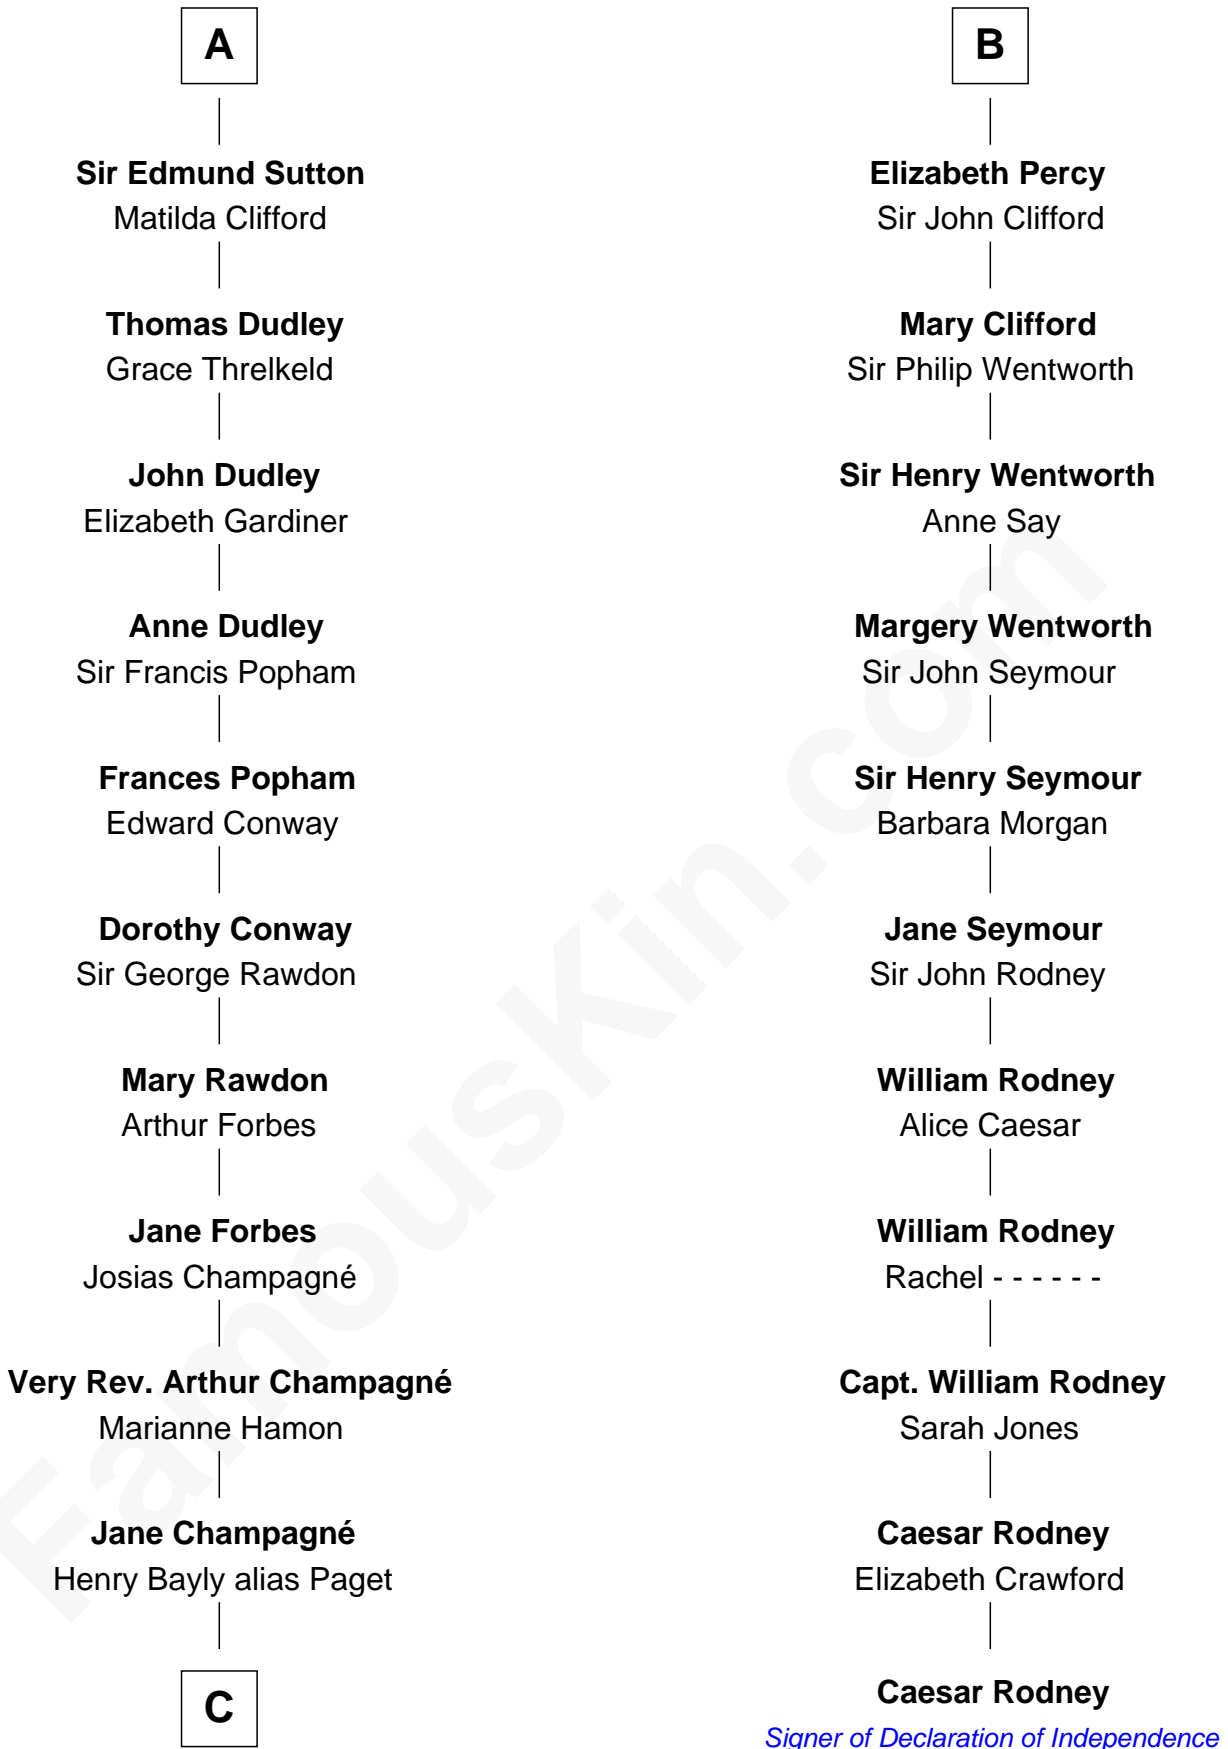 A
Sir Edmund Sutton
Matilda Clifford
Thomas Dudley
Grace Threlkeld
John Dudley
Elizabeth Gardiner
Anne Dudley
Sir Francis Popham
Frances Popham
Edward Conway
Dorothy Conway
Sir George Rawdon
Mary Rawdon
Arthur Forbes
Jane Forbes
Josias Champagné
Very Rev. Arthur Champagné
Marianne Hamon
Jane Champagné
Henry Bayly alias Paget
C
B
Elizabeth Percy
Sir John Clifford
Mary Clifford
Sir Philip Wentworth
Sir Henry Wentworth
Anne Say
Margery Wentworth
Sir John Seymour
Sir Henry Seymour
Barbara Morgan
Jane Seymour
Sir John Rodney
William Rodney
Alice Caesar
William Rodney
Rachel - - - - - -
Capt. William Rodney
Sarah Jones
Caesar Rodney
Elizabeth Crawford
Caesar Rodney
Signer of Declaration of Independence
FamousKin.com